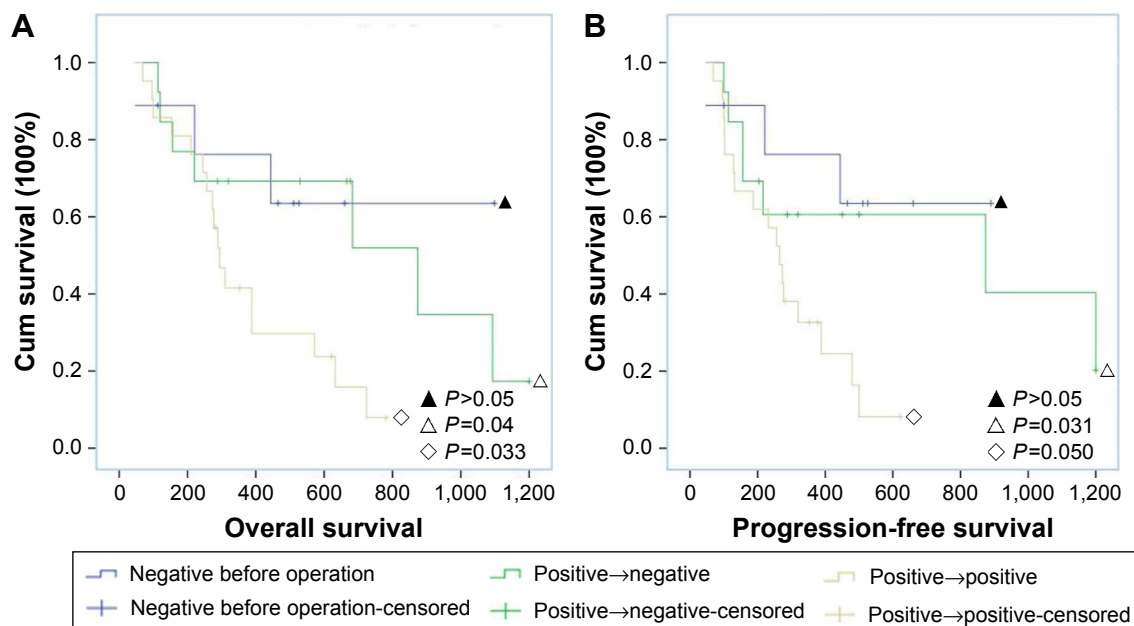 A
Cum survival (100%)
1.0
0.8
0.6
0.4
0.2
0.0
▲ P>0.05
△ P=0.04
◇ P=0.033
0 200 400 600 800 1,000 1,200
Overall survival
B
Cum survival (100%)
1.0
0.8
0.6
0.4
0.2
0.0
▲ P>0.05
△ P=0.031
◇ P=0.050
0 200 400 600 800 1,000 1,200
Progression-free survival
Negative before operation Positive→negative Positive→positive
Negative before operation-censored Positive→negative-censored Positive→positive-censored